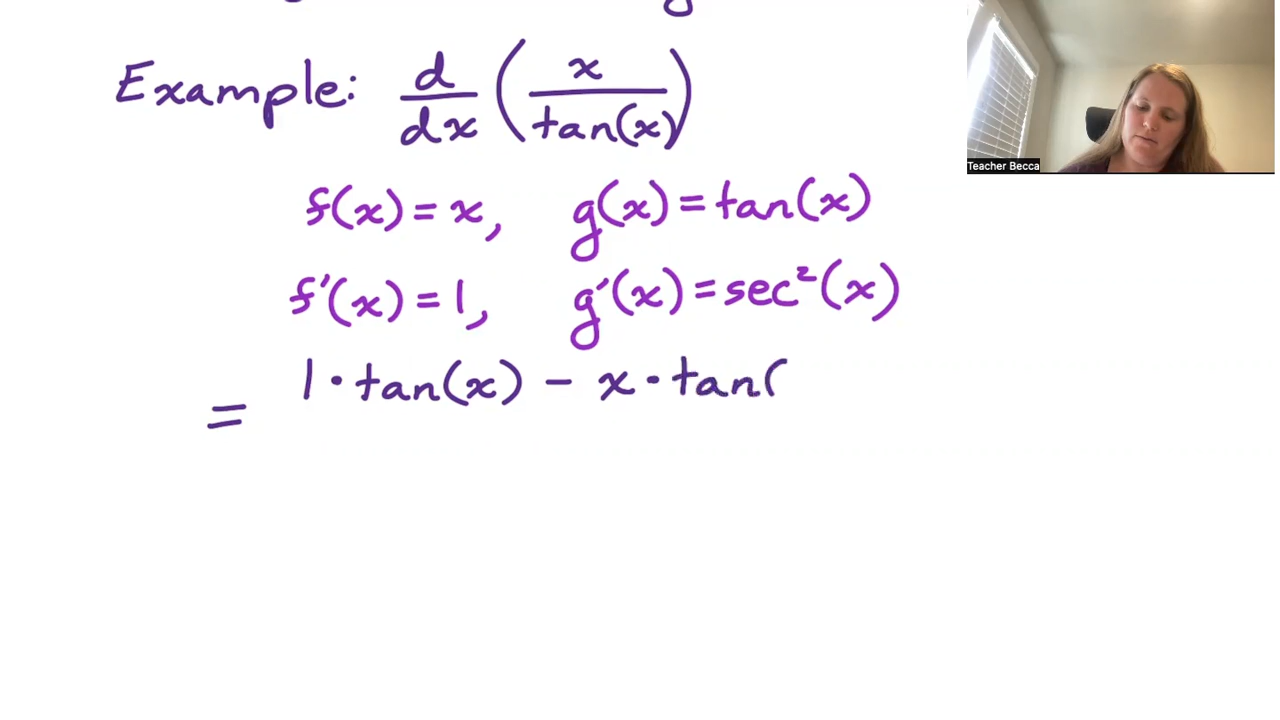 Example: d/dx (x/tan(x))
f(x) = x, g(x) = tan(x)
f'(x) = 1, g'(x) = sec²(x)
= 1 · tan(x) − x · tan(
Teacher Becca